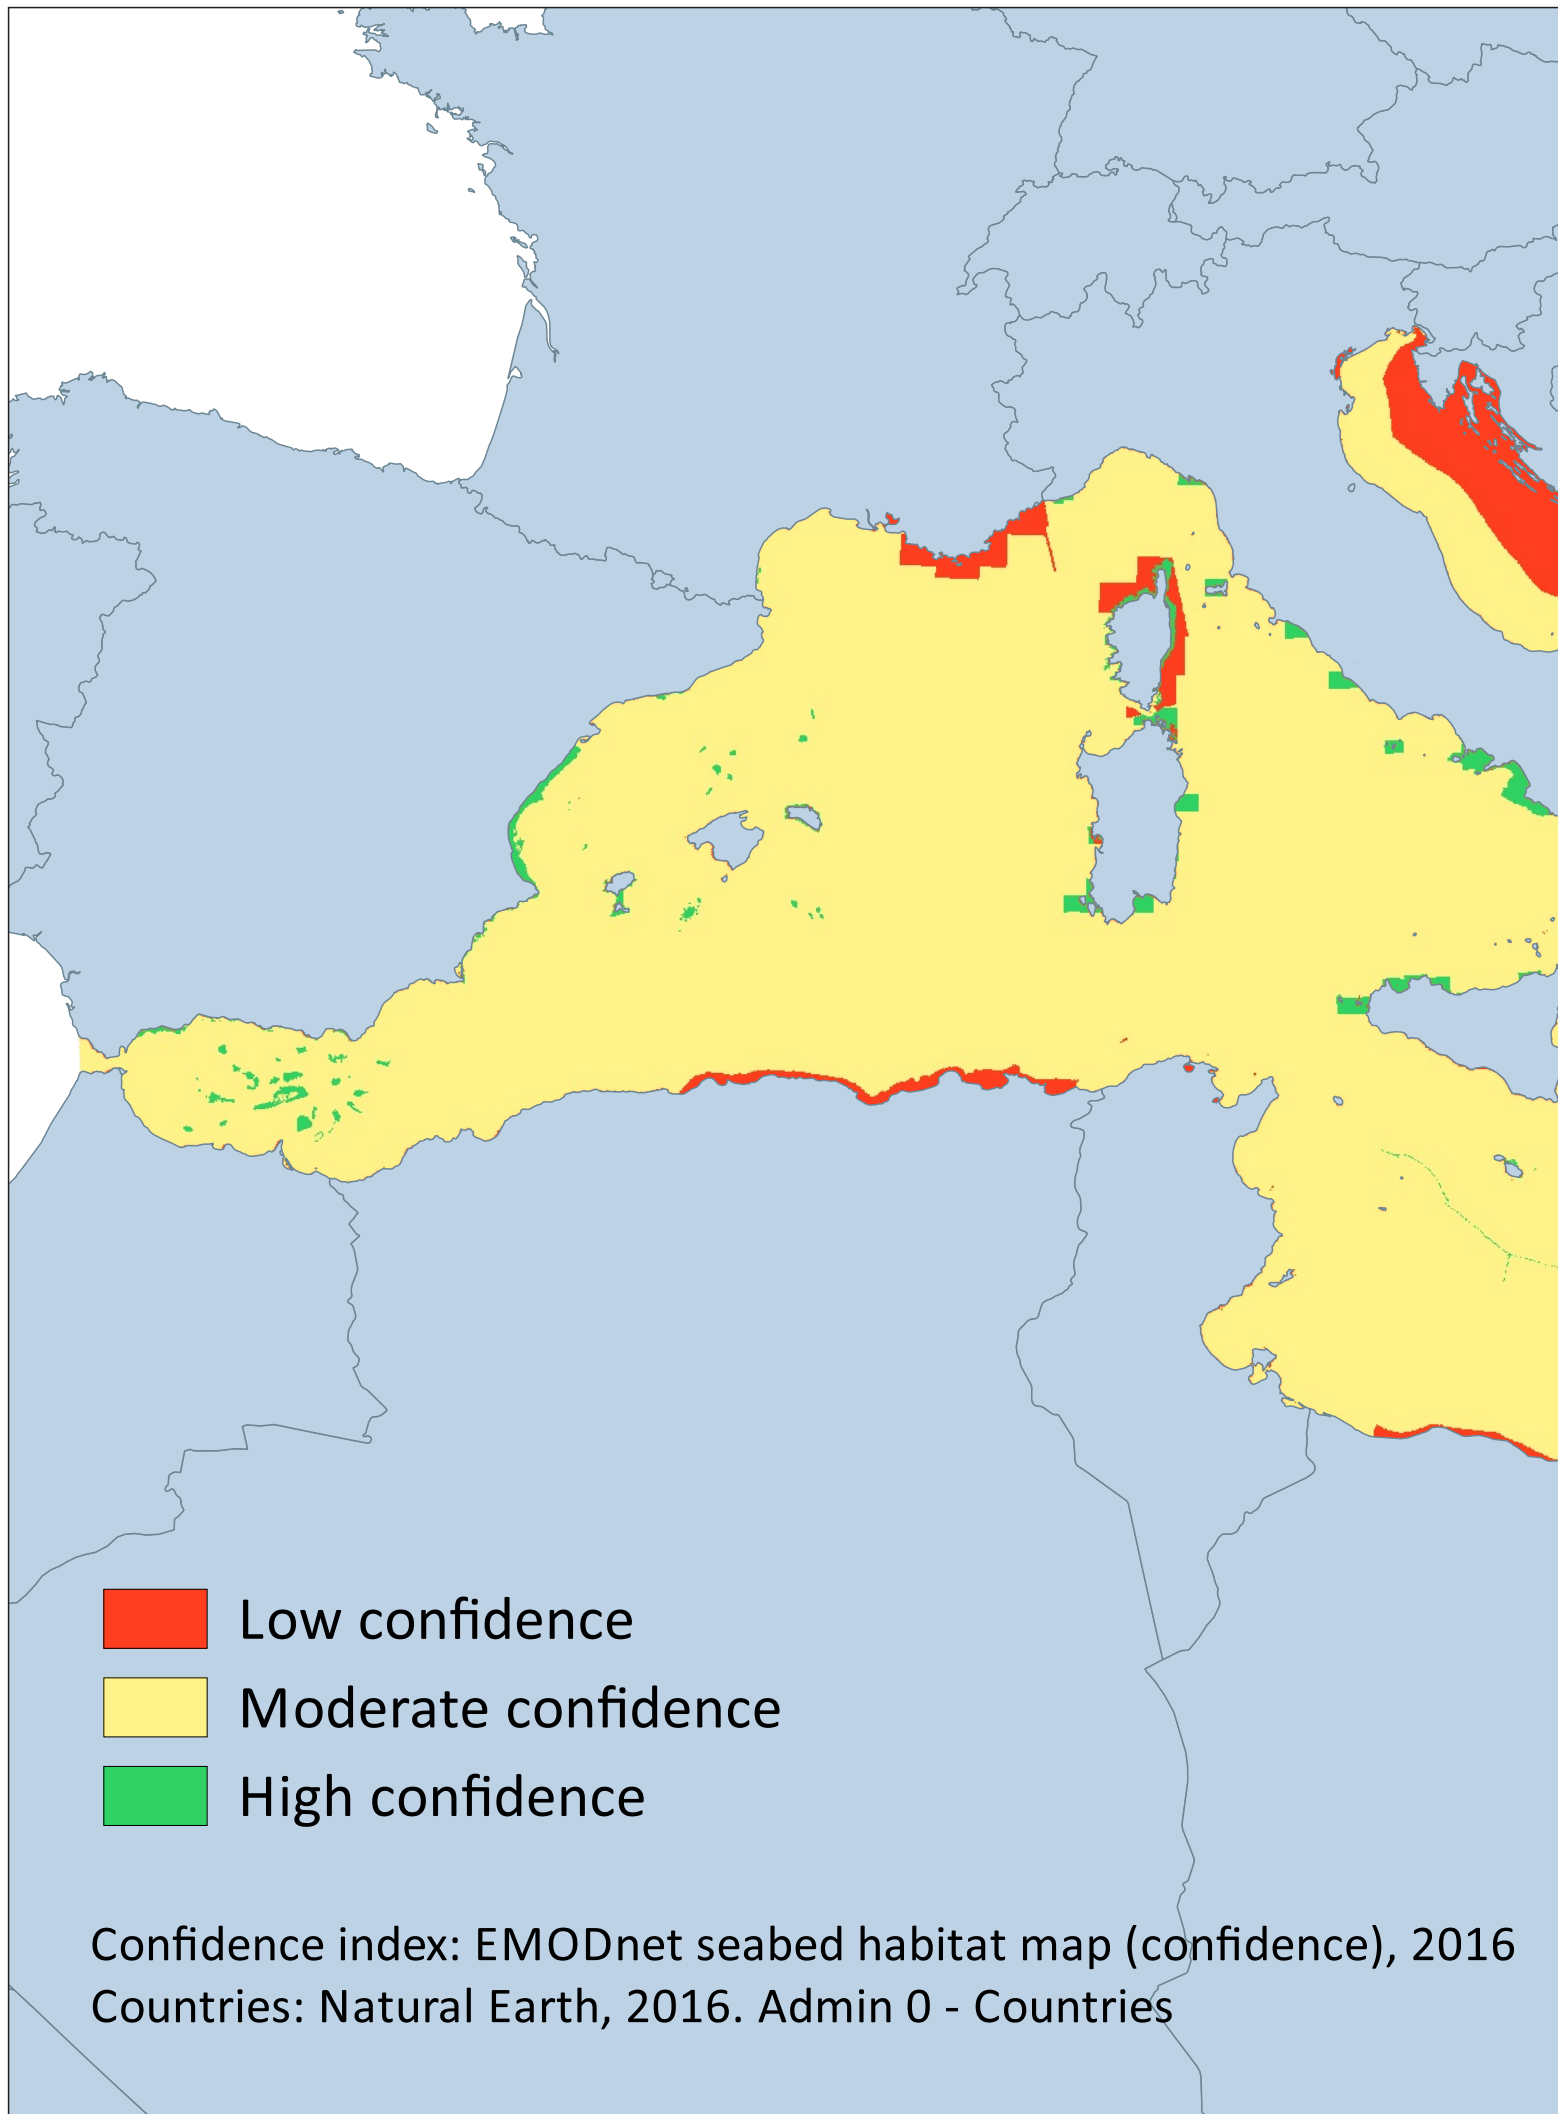 Low confidence
Moderate confidence
High confidence
Confidence index: EMODnet seabed habitat map (confidence), 2016
Countries: Natural Earth, 2016. Admin 0 - Countries